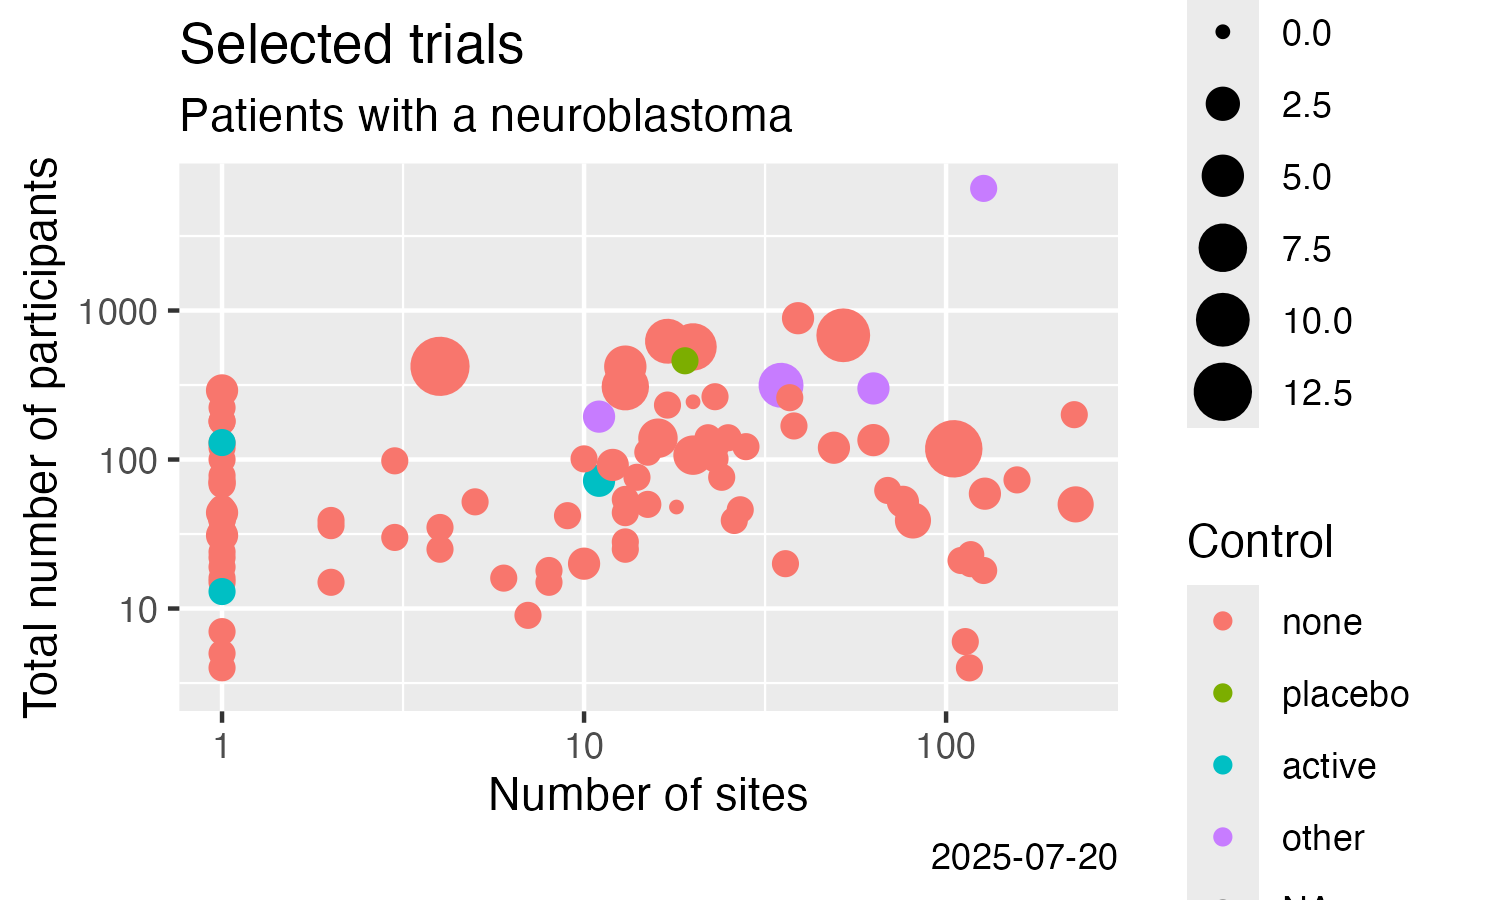 Selected trials
Patients with a neuroblastoma
Total number of participants
1000
100
10
1
10
100
Number of sites
2025-07-20
0.0
2.5
5.0
7.5
10.0
12.5
Control
none
placebo
active
other